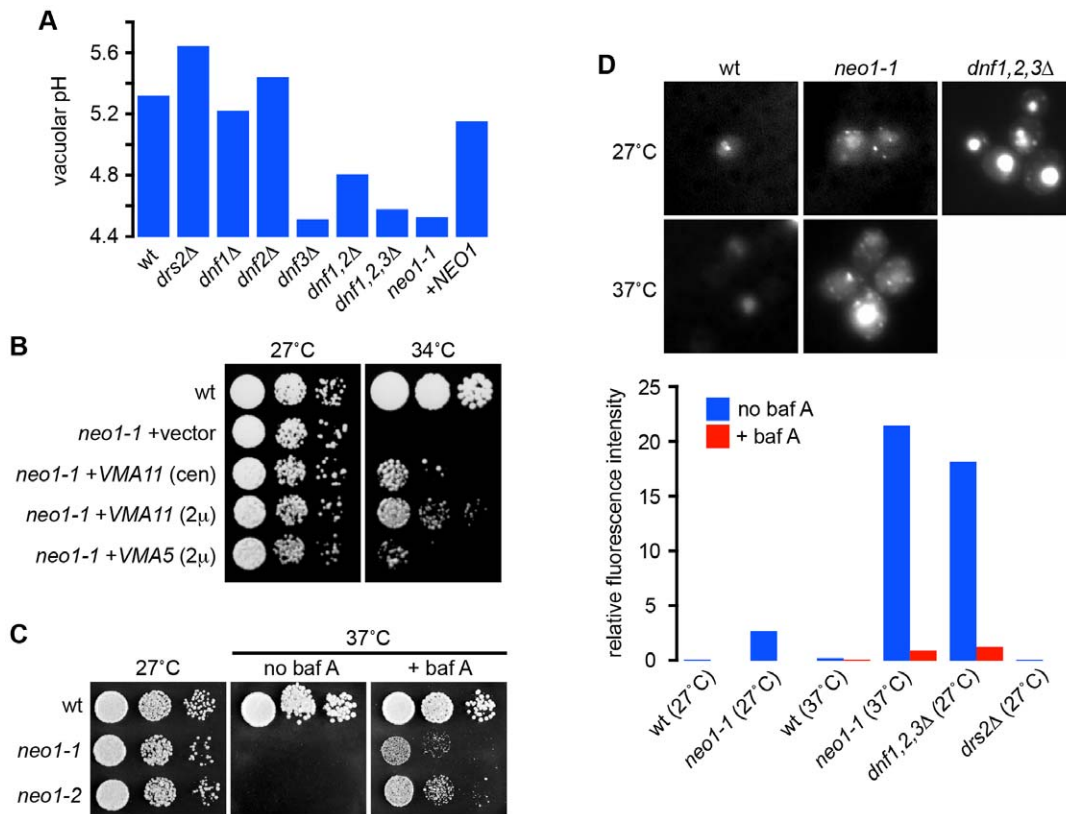 A
vacuolar pH
5.6
5.2
4.8
4.4
wt
drs2Δ
dnf1Δ
dnf2Δ
dnf3Δ
dnf1,2Δ
dnf1,2,3Δ
neo1-1
+NEO1
B
27˚C 34˚C
wt
neo1-1 +vector
neo1-1 +VMA11 (cen)
neo1-1 +VMA11 (2μ)
neo1-1 +VMA5 (2μ)
C
37˚C
27˚C no baf A + baf A
wt
neo1-1
neo1-2
D
wt neo1-1 dnf1,2,3Δ
27˚C
37˚C
relative fluorescence intensity
25
20
15
10
5
0
no baf A
+ baf A
wt (27˚C)
neo1-1 (27˚C)
wt (37˚C)
neo1-1 (37˚C)
dnf1,2,3Δ (27˚C)
drs2Δ (27˚C)